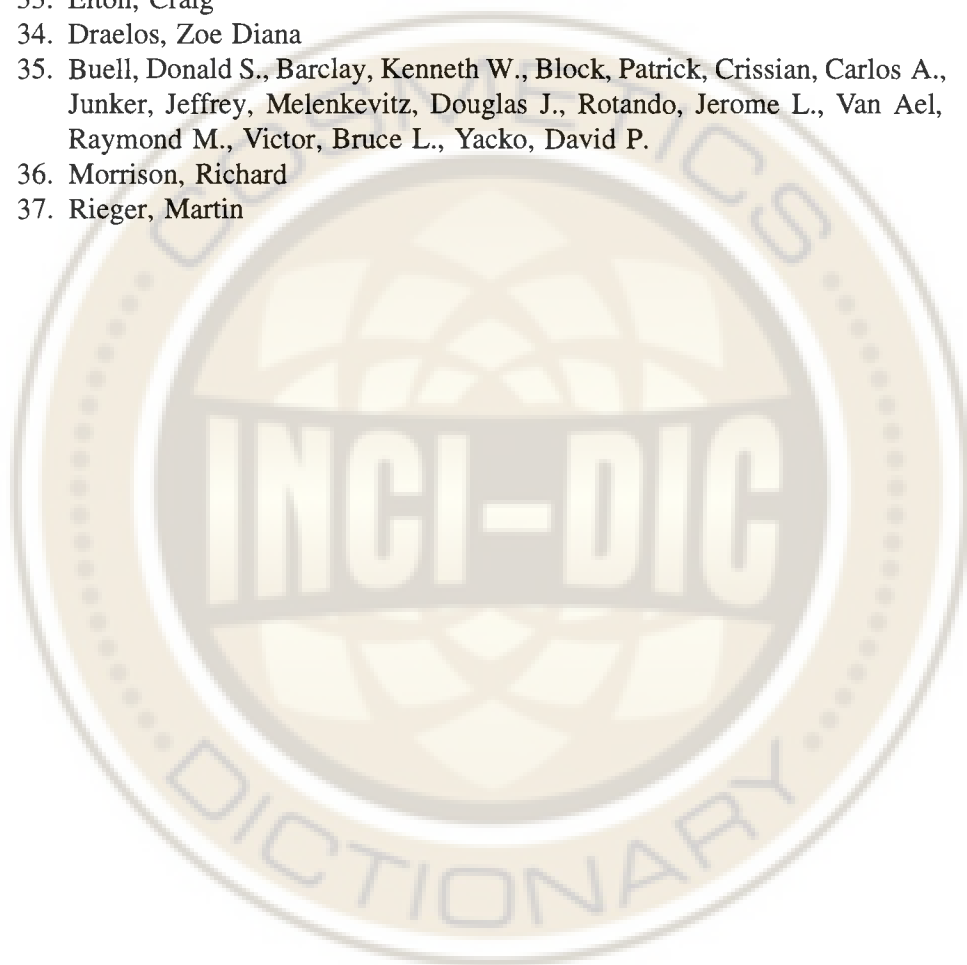 34. Draelos, Zoe Diana
35. Buell, Donald S., Barclay, Kenneth W., Block, Patrick, Crissian, Carlos A.,
Junker, Jeffrey, Melenkevitz, Douglas J., Rotando, Jerome L., Van Ael,
Raymond M., Victor, Bruce L., Yacko, David P.
36. Morrison, Richard
37. Rieger, Martin
COSMETICS
INCI-DIC
DICTIONARY